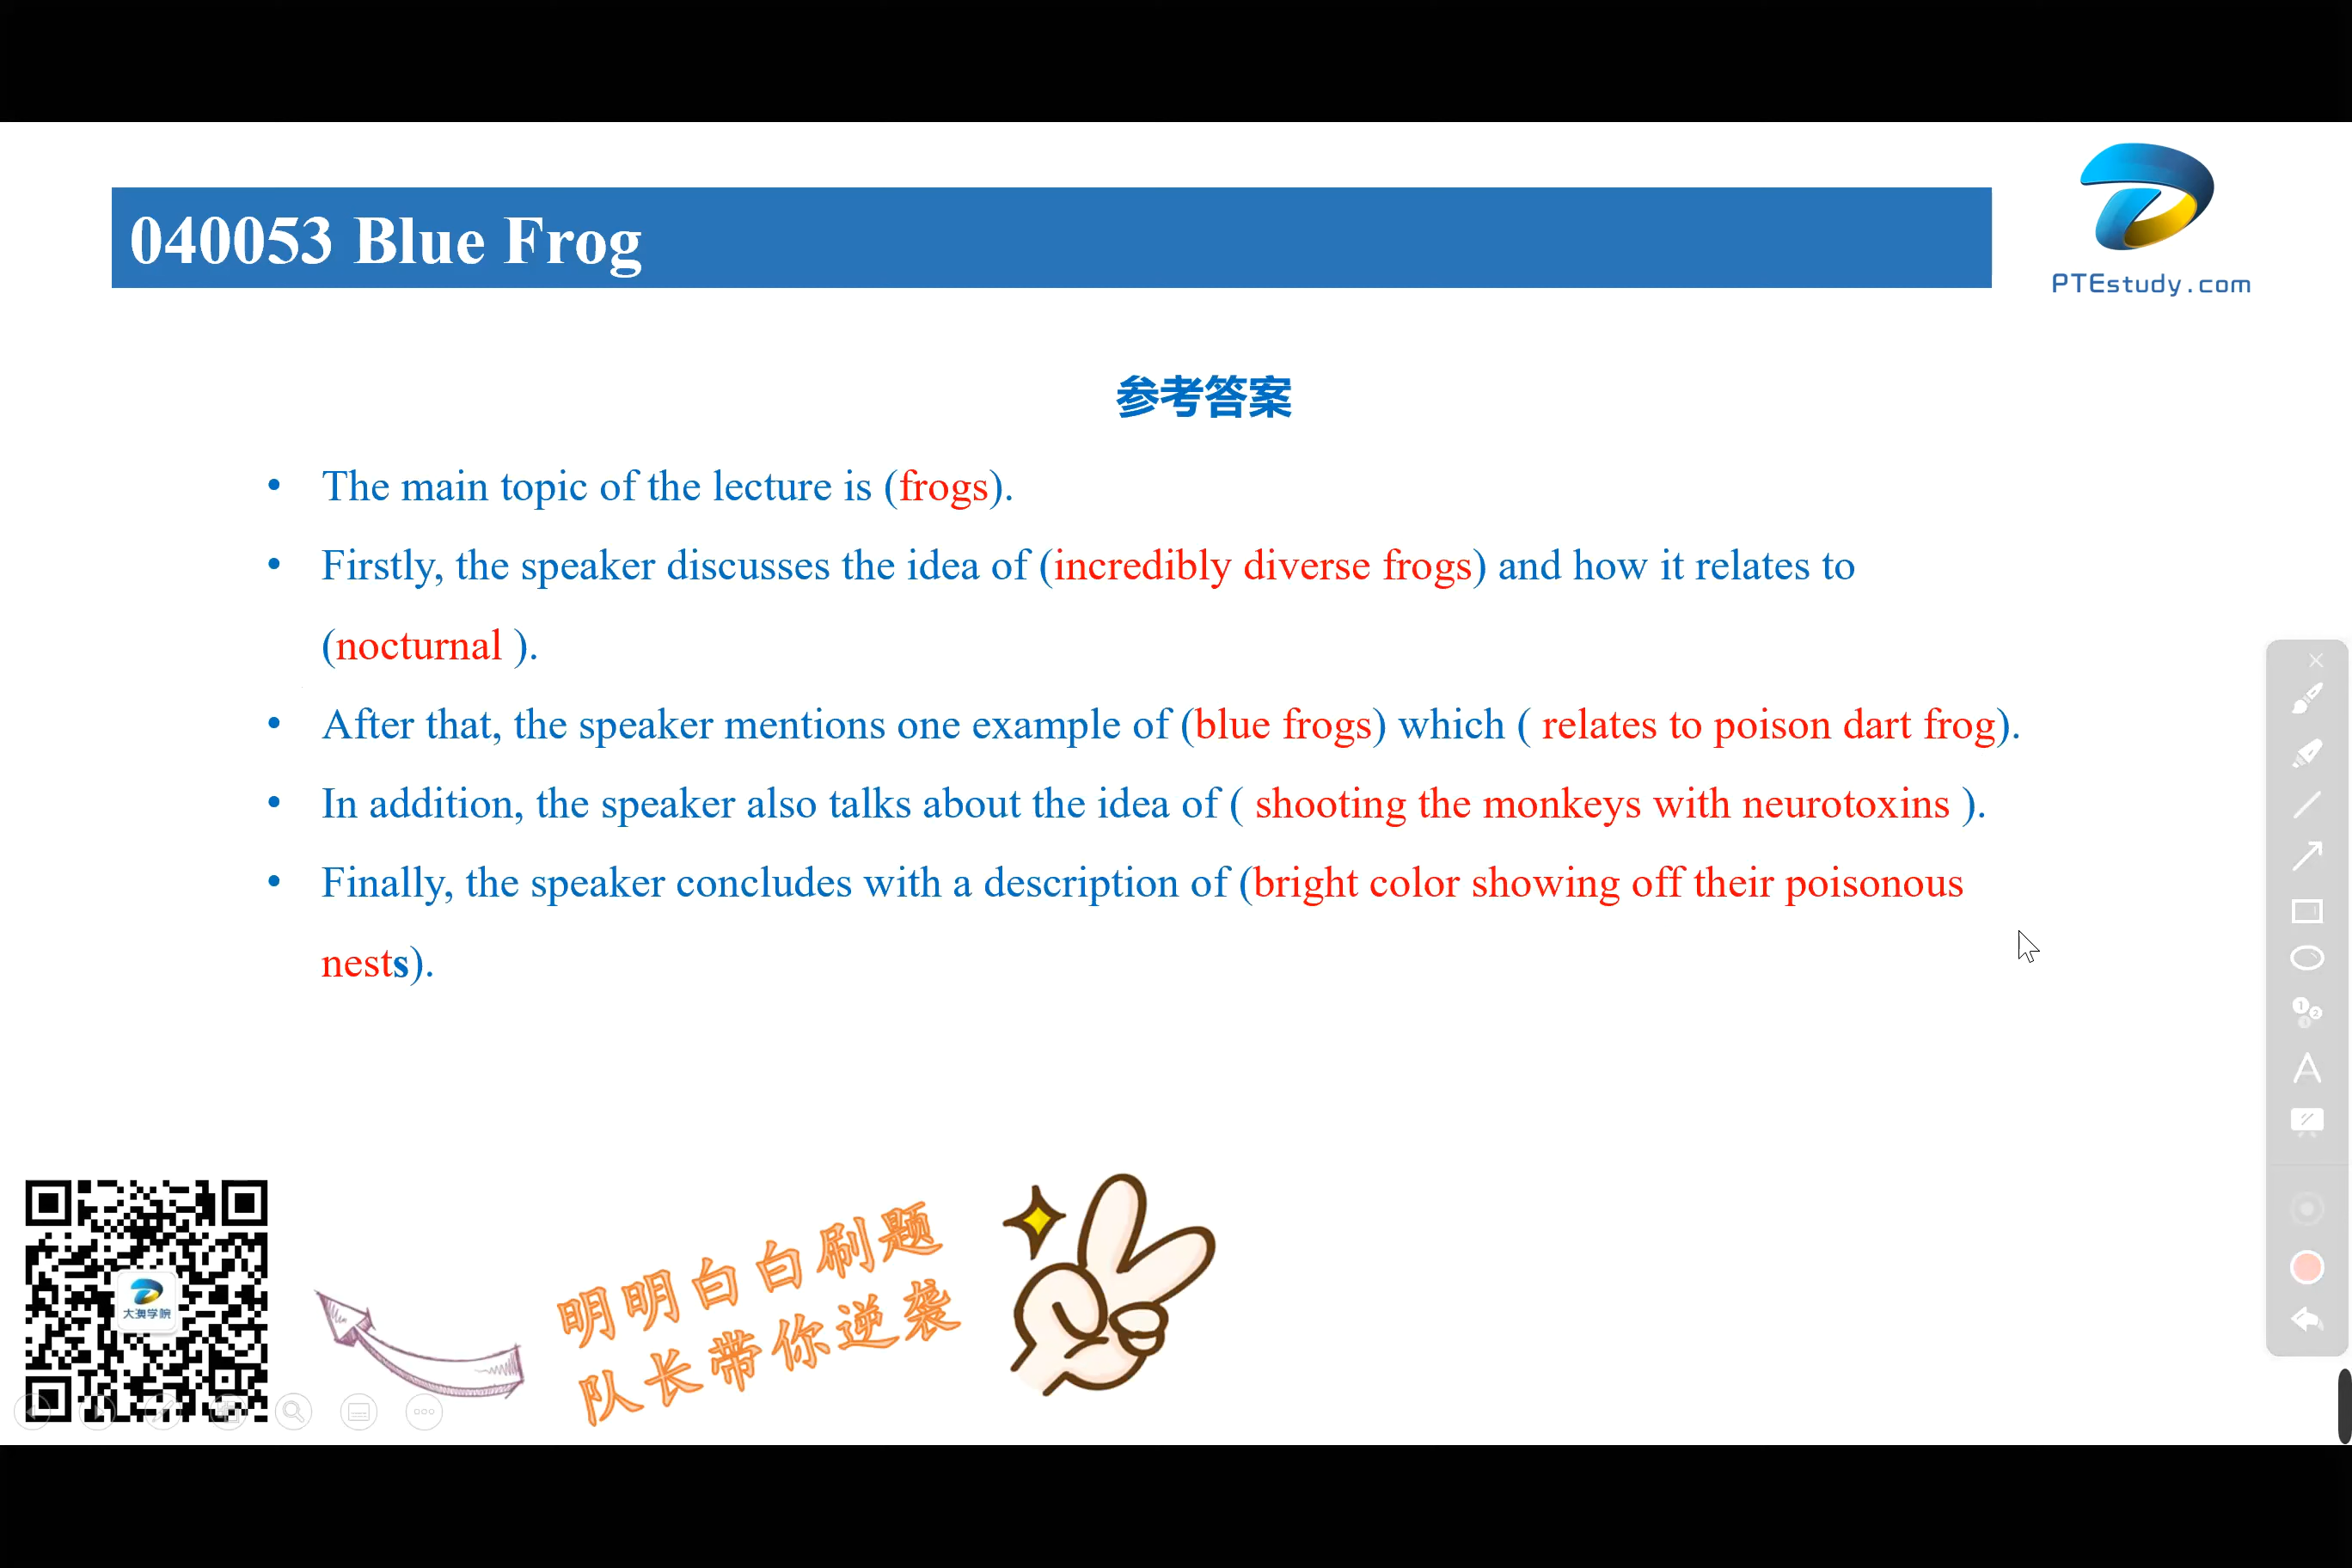 040053 Blue Frog
PTEstudy.com
参考答案
• The main topic of the lecture is (frogs).
• Firstly, the speaker discusses the idea of (incredibly diverse frogs) and how it relates to
(nocturnal ).
• After that, the speaker mentions one example of (blue frogs) which ( relates to poison dart frog).
• In addition, the speaker also talks about the idea of ( shooting the monkeys with neurotoxins ).
• Finally, the speaker concludes with a description of (bright color showing off their poisonous
nests).
大澳学院
明明白白刷题
队长带你逆袭